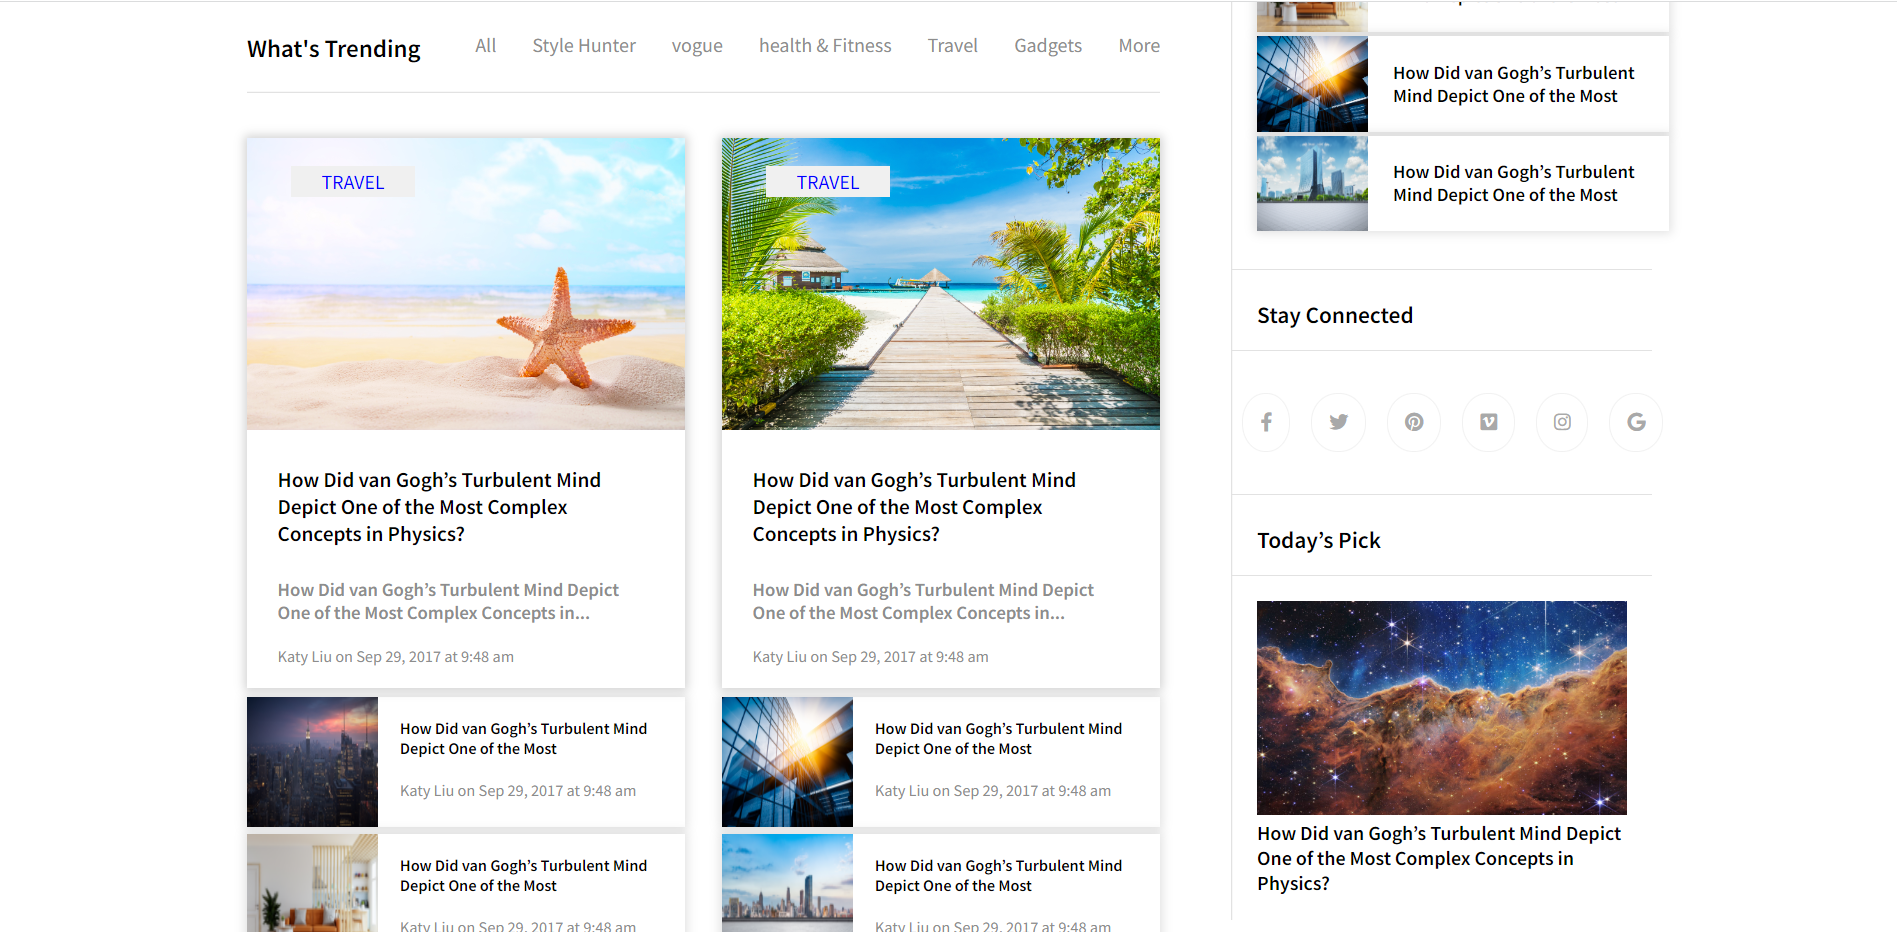 What's Trending
All
Style Hunter
vogue
health & Fitness
Travel
Gadgets
More
TRAVEL
How Did van Gogh’s Turbulent Mind
Depict One of the Most Complex
Concepts in Physics?
How Did van Gogh’s Turbulent Mind Depict
One of the Most Complex Concepts in...
Katy Liu on Sep 29, 2017 at 9:48 am
TRAVEL
How Did van Gogh’s Turbulent Mind
Depict One of the Most Complex
Concepts in Physics?
How Did van Gogh’s Turbulent Mind Depict
One of the Most Complex Concepts in...
Katy Liu on Sep 29, 2017 at 9:48 am
How Did van Gogh’s Turbulent Mind
Depict One of the Most
Katy Liu on Sep 29, 2017 at 9:48 am
How Did van Gogh’s Turbulent Mind
Depict One of the Most
Katy Liu on Sep 29, 2017 at 9:48 am
How Did van Gogh’s Turbulent Mind
Depict One of the Most
Katy Liu on Sep 29, 2017 at 9:48 am
How Did van Gogh’s Turbulent Mind
Depict One of the Most
Katy Liu on Sep 29, 2017 at 9:48 am
How Did van Gogh’s Turbulent
Mind Depict One of the Most
How Did van Gogh’s Turbulent
Mind Depict One of the Most
Stay Connected
Today’s Pick
How Did van Gogh’s Turbulent Mind Depict
One of the Most Complex Concepts in
Physics?